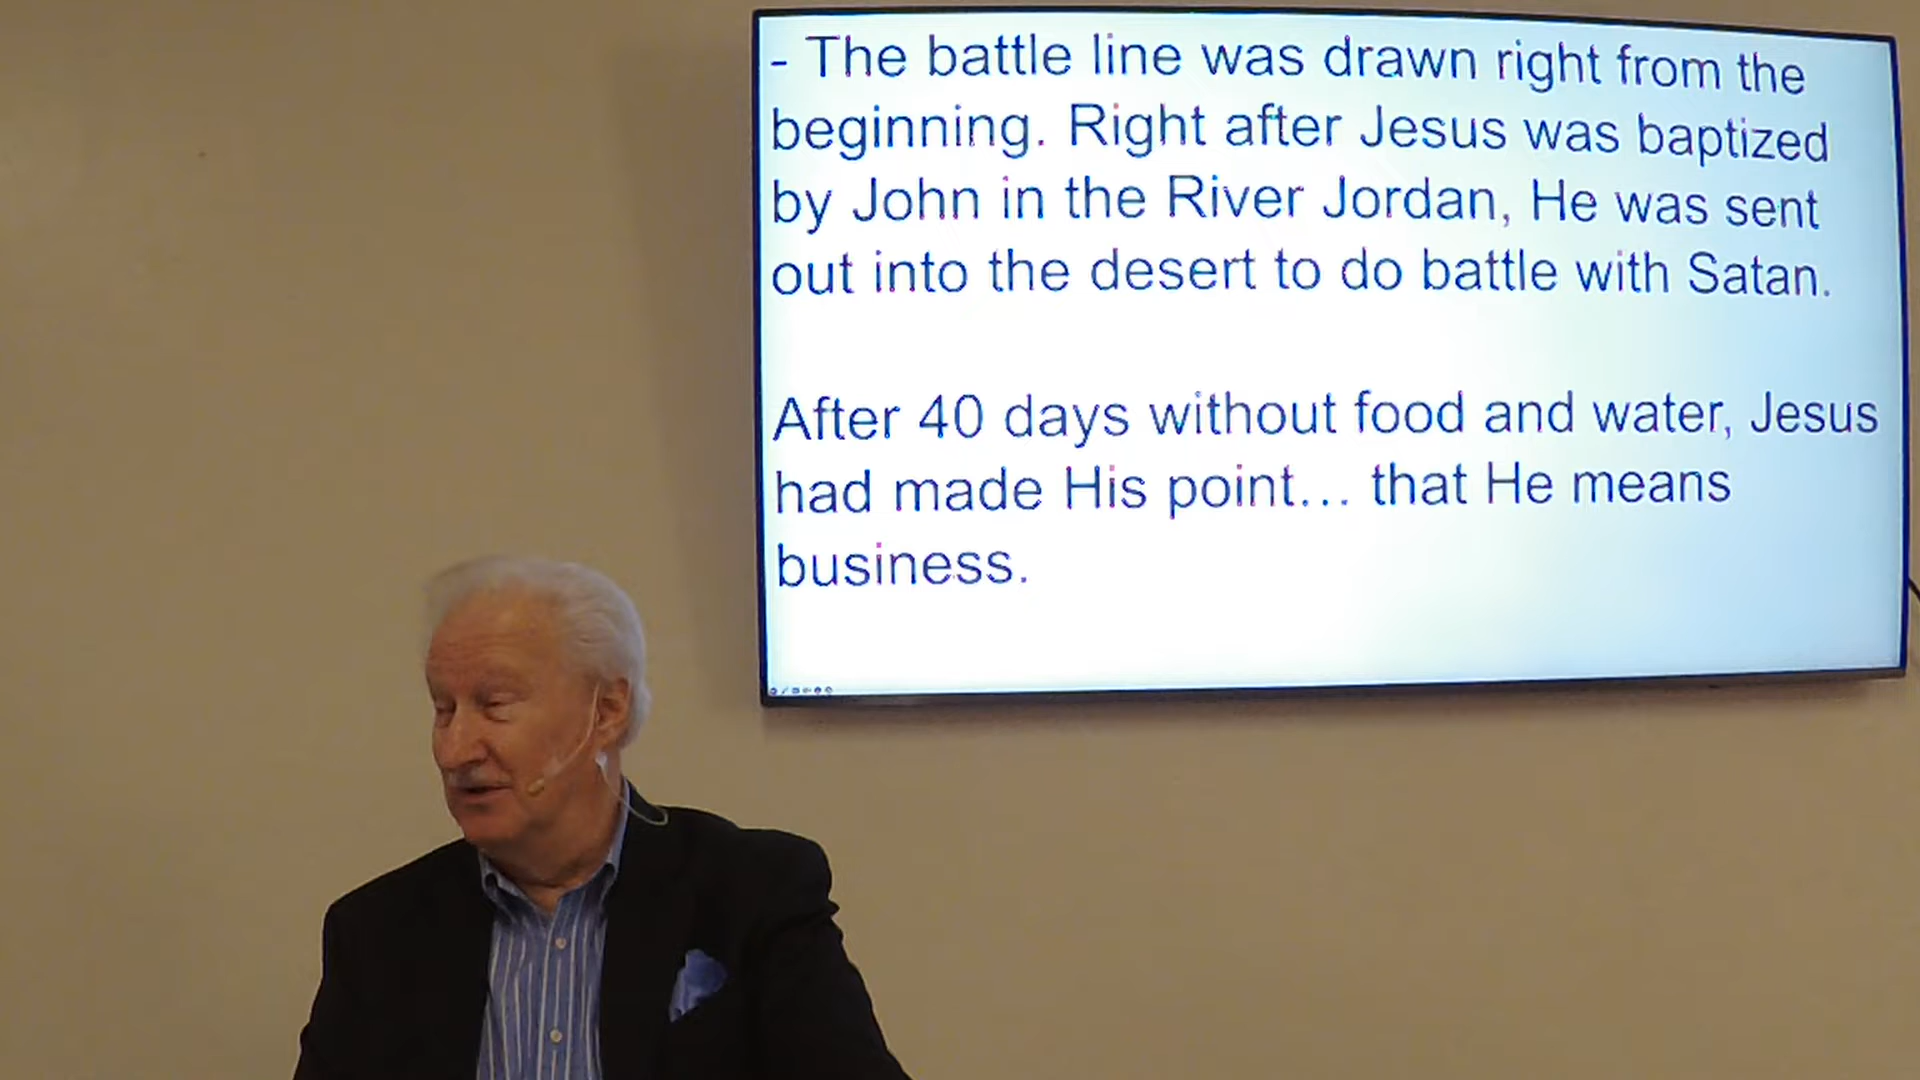 - The battle line was drawn right from the
beginning. Right after Jesus was baptized
by John in the River Jordan, He was sent
out into the desert to do battle with Satan.
After 40 days without food and water, Jesus
had made His point... that He means
business.